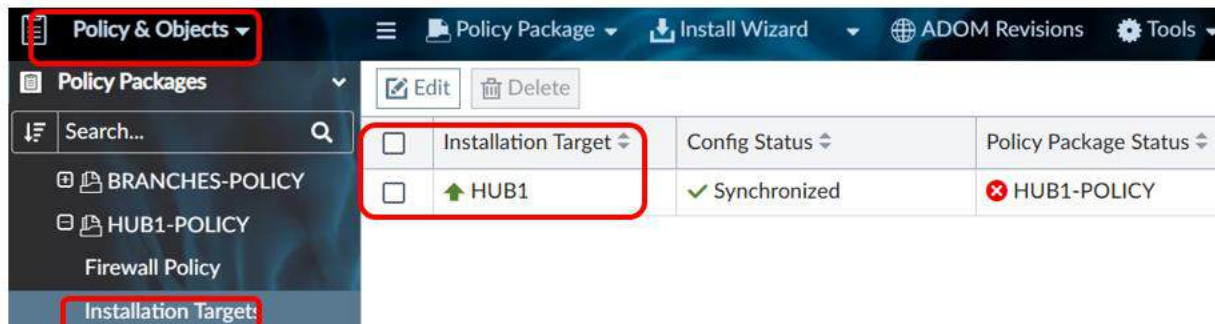 Policy & Objects Policy Package Install Wizard ADOM Revisions Tools
Policy Packages Edit Delete
Search... Installation Target Config Status Policy Package Status
BRANCHES-POLICY HUB1 Synchronized HUB1-POLICY
HUB1-POLICY
Firewall Policy
Installation Targets